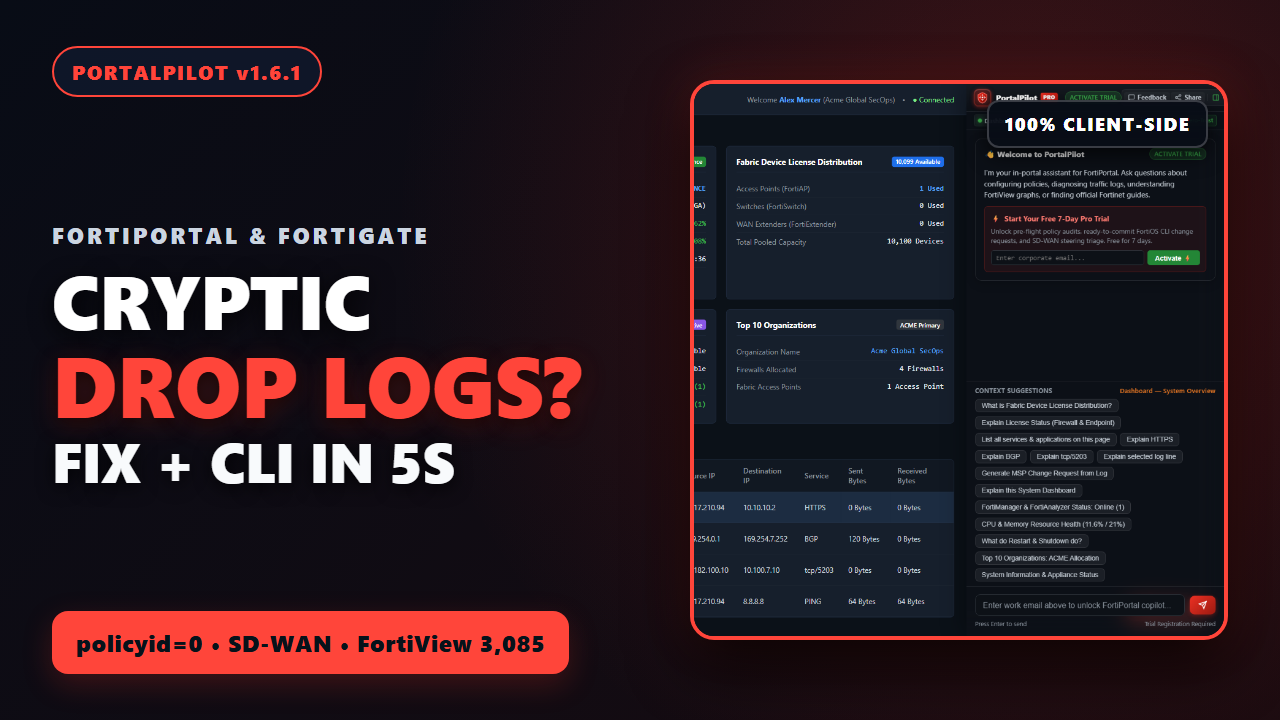 PORTALPILOT v1.6.1
FORTIPORTAL & FORTIGATE
CRYPTIC
DROP LOGS?
FIX + CLI IN 5S
policyid=0 • SD-WAN • FortiView 3,085
Welcome Alex Mercer (Acme Global SecOps) • Connected
Fabric Device License Distribution 10,099 Available
Access Points (FortiAP) 1 Used
Switches (FortiSwitch) 0 Used
WAN Extenders (FortiExtender) 0 Used
Total Pooled Capacity 10,100 Devices
:36
Top 10 Organizations ACME Primary
Organization Name Acme Global SecOps
Firewalls Allocated 4 Firewalls
Fabric Access Points 1 Access Point
Destination IP Service Sent Bytes Received Bytes
17.210.94 10.10.10.2 HTTPS 0 Bytes 0 Bytes
.254.0.1 169.254.7.252 BGP 120 Bytes 0 Bytes
182.100.10 10.100.7.10 tcp/5203 0 Bytes 0 Bytes
17.210.94 8.8.8.8 PING 64 Bytes 64 Bytes
PortalPilot PRO ACTIVATE TRIAL Feedback Share
100% CLIENT-SIDE
Welcome to PortalPilot ACTIVATE TRIAL
I'm your in-portal assistant for FortiPortal. Ask questions about
configuring policies, diagnosing traffic logs, understanding
FortiView graphs, or finding official Fortinet guides.
Start Your Free 7-Day Pro Trial
Unlock pre-flight policy audits, ready-to-commit FortiOS CLI change
requests, and SD-WAN steering triage. Free for 7 days.
Enter corporate email... Activate
CONTEXT SUGGESTIONS Dashboard — System Overview
What is Fabric Device License Distribution?
Explain License Status (Firewall & Endpoint)
List all services & applications on this page Explain HTTPS
Explain BGP Explain tcp/5203 Explain selected log line
Generate MSP Change Request from Log
Explain this System Dashboard
FortiManager & FortiAnalyzer Status: Online (1)
CPU & Memory Resource Health (11.6% / 21%)
What do Restart & Shutdown do?
Top 10 Organizations: ACME Allocation
System Information & Appliance Status
Enter work email above to unlock FortiPortal copilot...
Press Enter to send Trial Registration Required